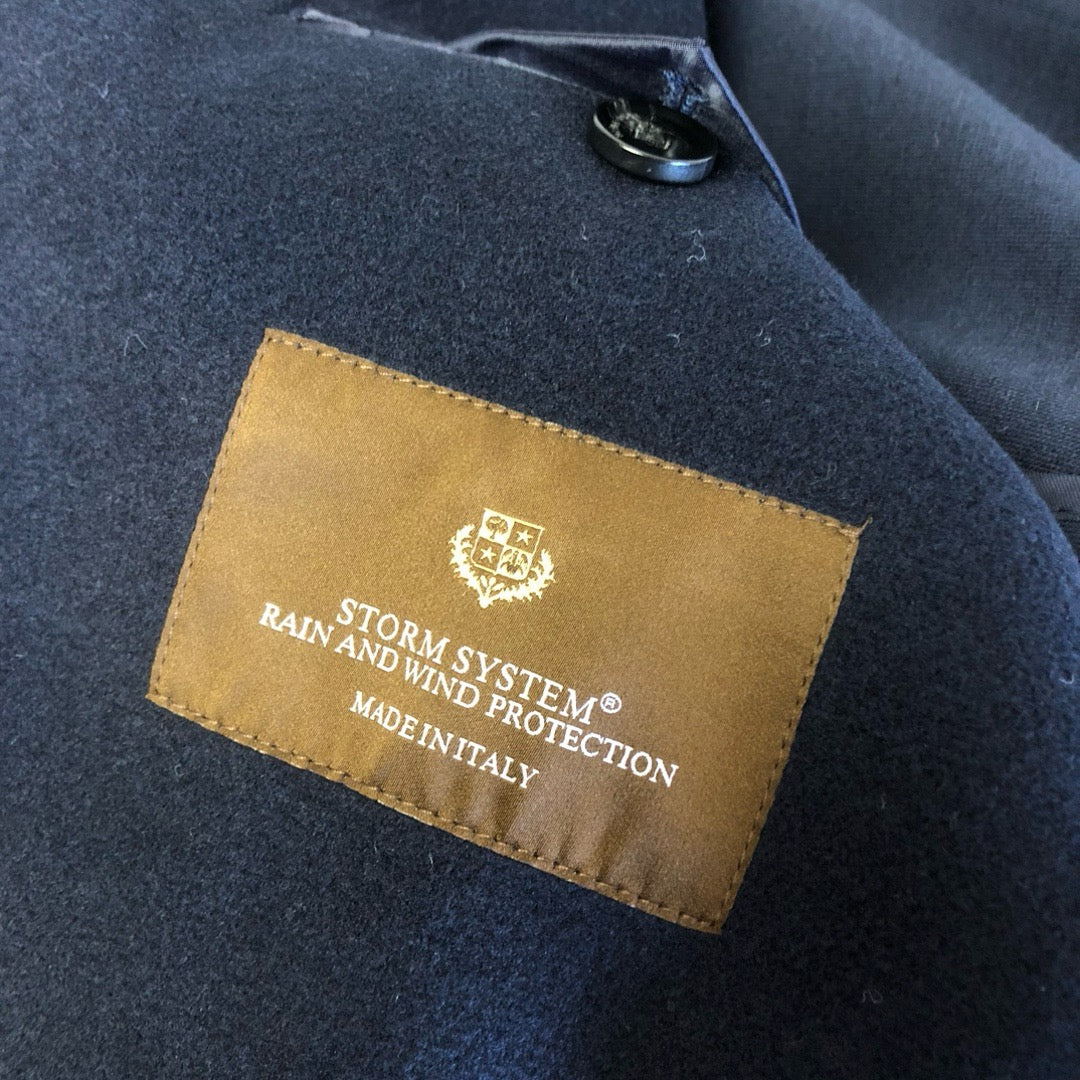 STORM SYSTEM®
RAIN AND WIND PROTECTION
MADE IN ITALY